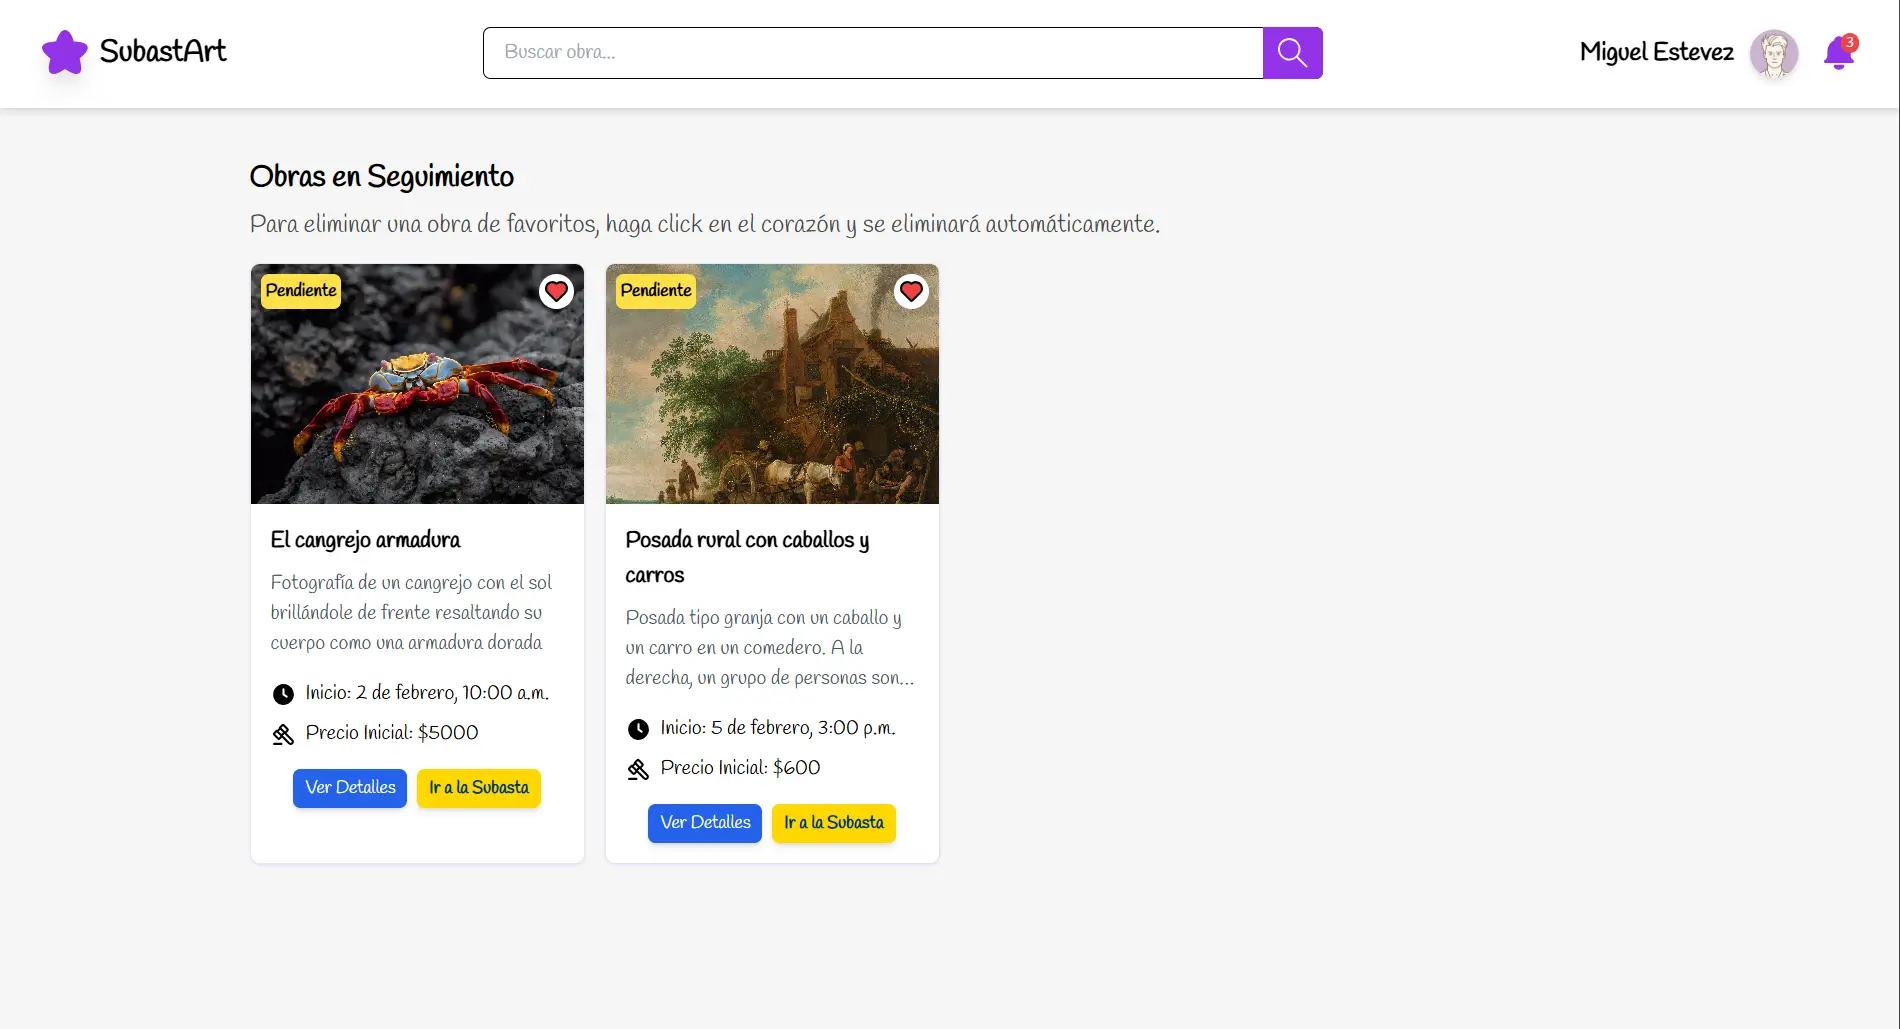 SubastArt
Buscar obra...
Miguel Estevez
3
Obras en Seguimiento
Para eliminar una obra de favoritos, haga click en el corazón y se eliminará automáticamente.
Pendiente
El cangrejo armadura
Fotografía de un cangrejo con el sol
brillándole de frente resaltando su
cuerpo como una armadura dorada
Inicio: 2 de febrero, 10:00 a.m.
Precio Inicial: $5000
Ver Detalles
Ir a la Subasta
Pendiente
Posada rural con caballos y
carros
Posada tipo granja con un caballo y
un carro en un comedero. A la
derecha, un grupo de personas son...
Inicio: 5 de febrero, 3:00 p.m.
Precio Inicial: $600
Ver Detalles
Ir a la Subasta